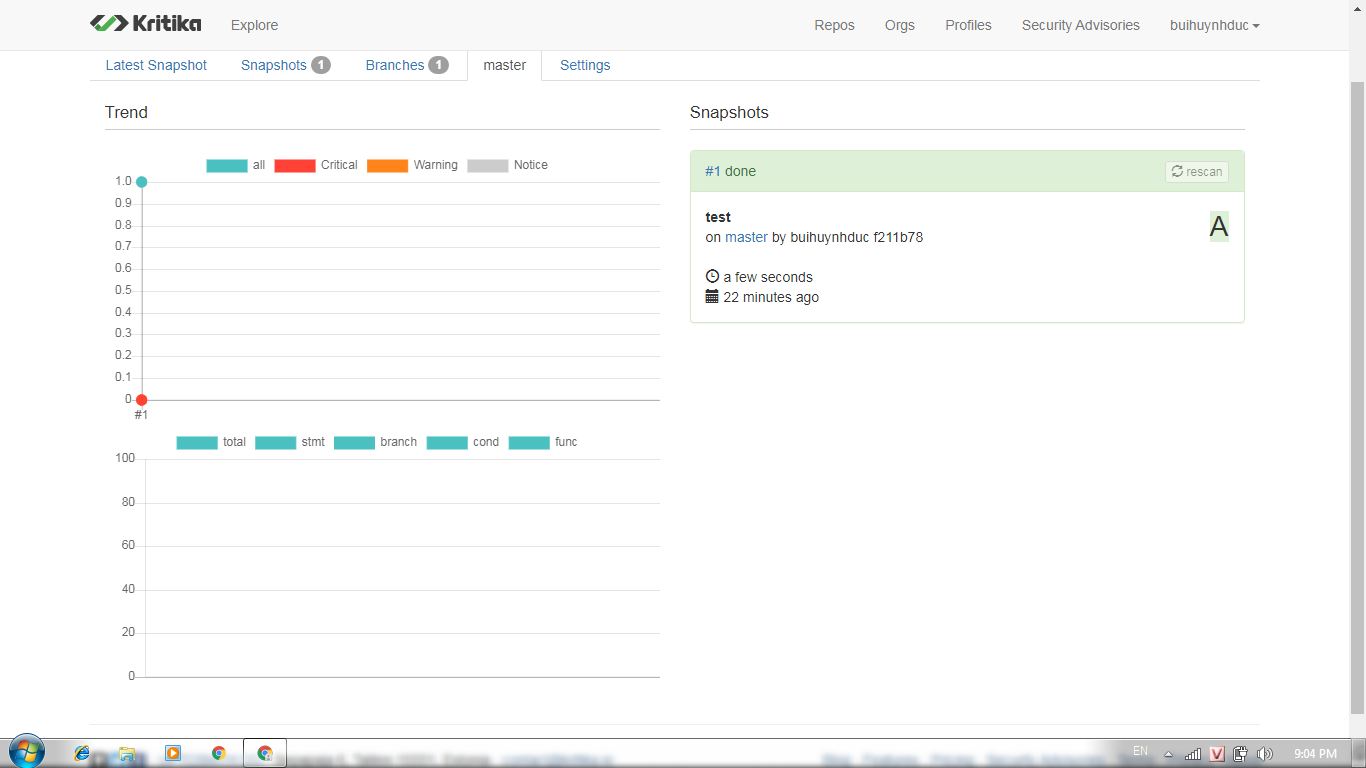 Kritika Explore Repos Orgs Profiles Security Advisories buihuynhduc
Latest Snapshot Snapshots 1 Branches 1 master Settings
Trend
all Critical Warning Notice
1.0
0.9
0.8
0.7
0.6
0.5
0.4
0.3
0.2
0.1
0
#1
total stmt branch cond func
100
80
60
40
20
0
Snapshots
#1 done rescan
test
A
on master by buihuynhduc f211b78
a few seconds
22 minutes ago
EN 9:04 PM